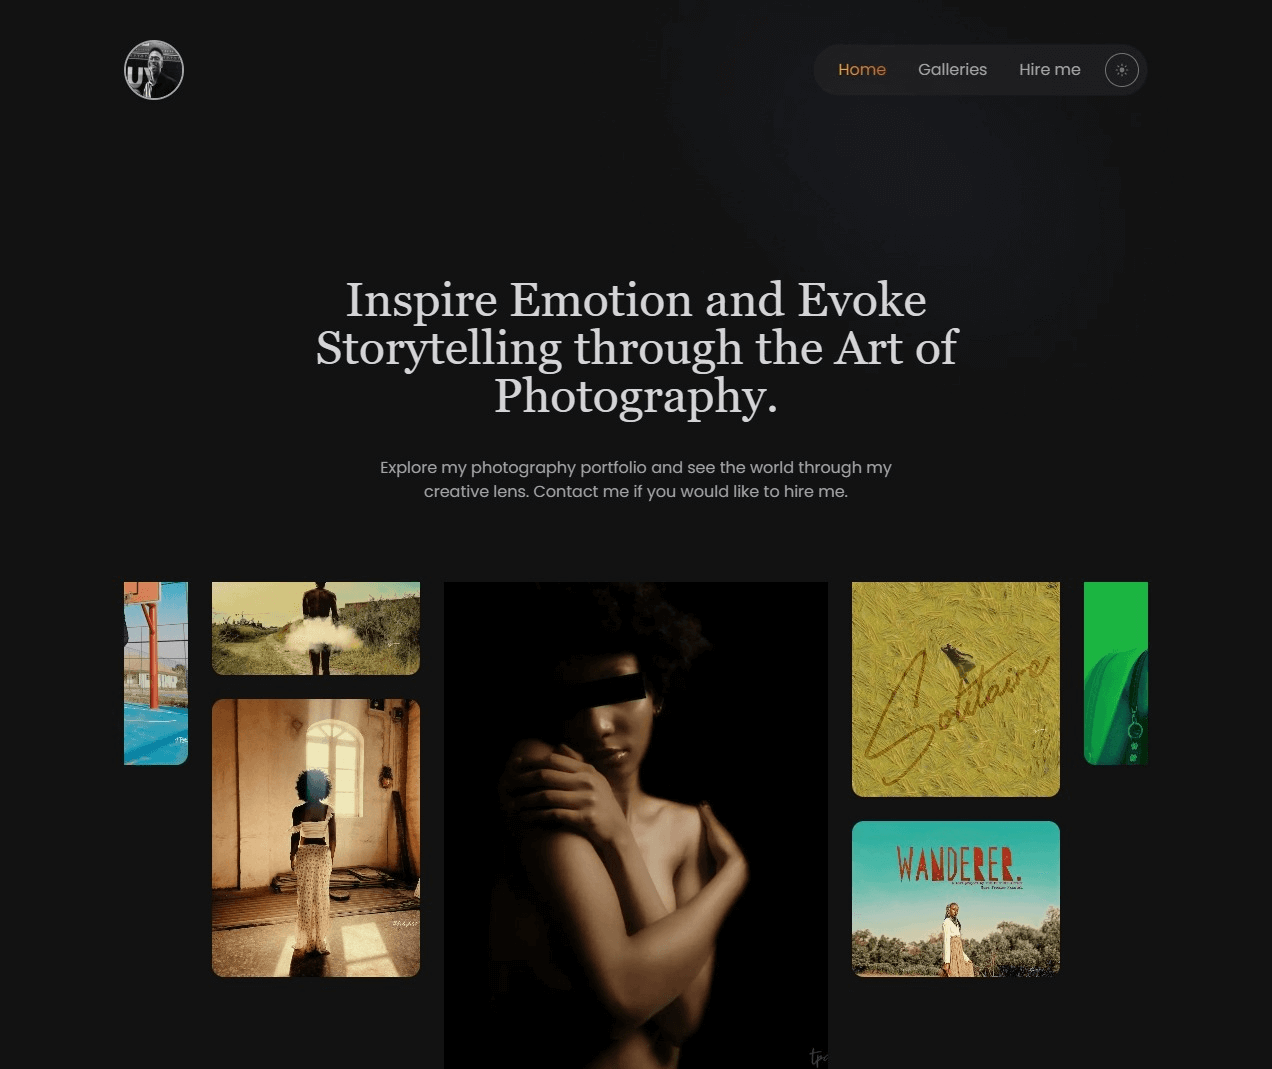 Home
Galleries
Hire me
Inspire Emotion and Evoke
Storytelling through the Art of
Photography.
Explore my photography portfolio and see the world through my
creative lens. Contact me if you would like to hire me.
Solitaire
WANDERER.